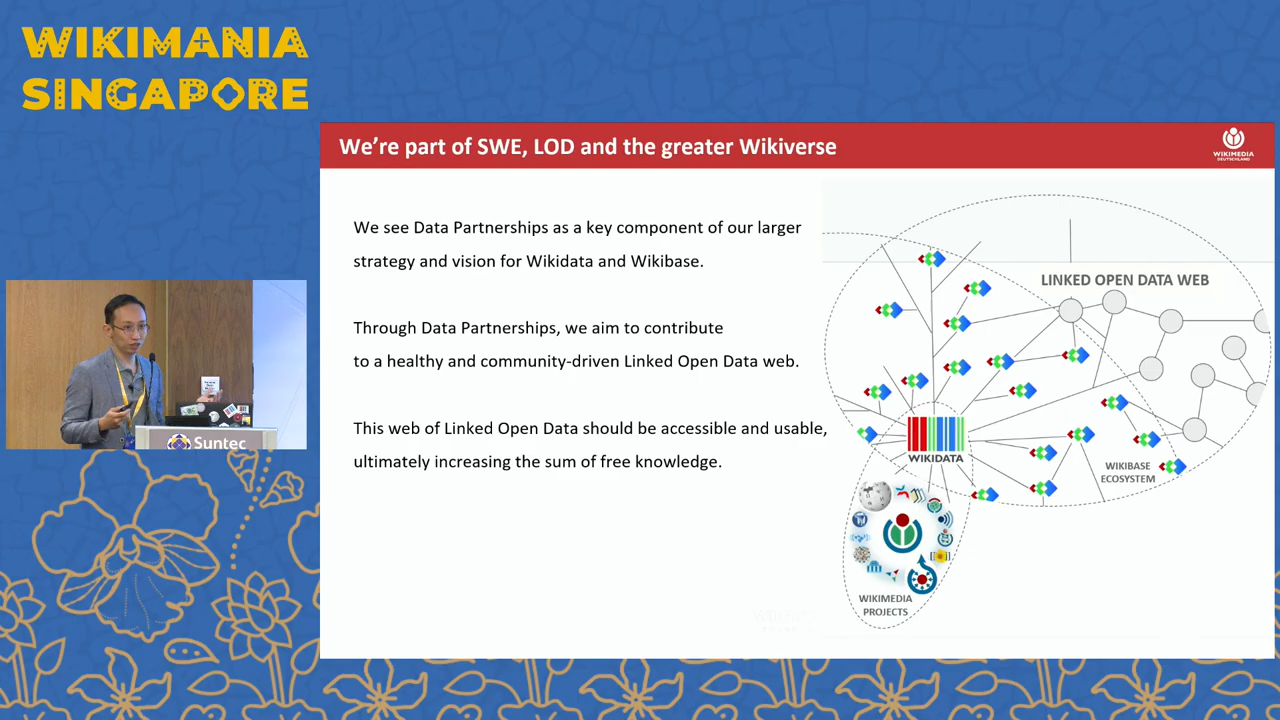 WIKIMANIA
SINGAPORE
We’re part of SWE, LOD and the greater Wikiverse
WIKIMEDIA
DEUTSCHLAND
We see Data Partnerships as a key component of our larger
strategy and vision for Wikidata and Wikibase.
Through Data Partnerships, we aim to contribute
to a healthy and community-driven Linked Open Data web.
This web of Linked Open Data should be accessible and usable,
ultimately increasing the sum of free knowledge.
LINKED OPEN DATA WEB
WIKIDATA
WIKIBASE
ECOSYSTEM
WIKIMEDIA
PROJECTS
Suntec